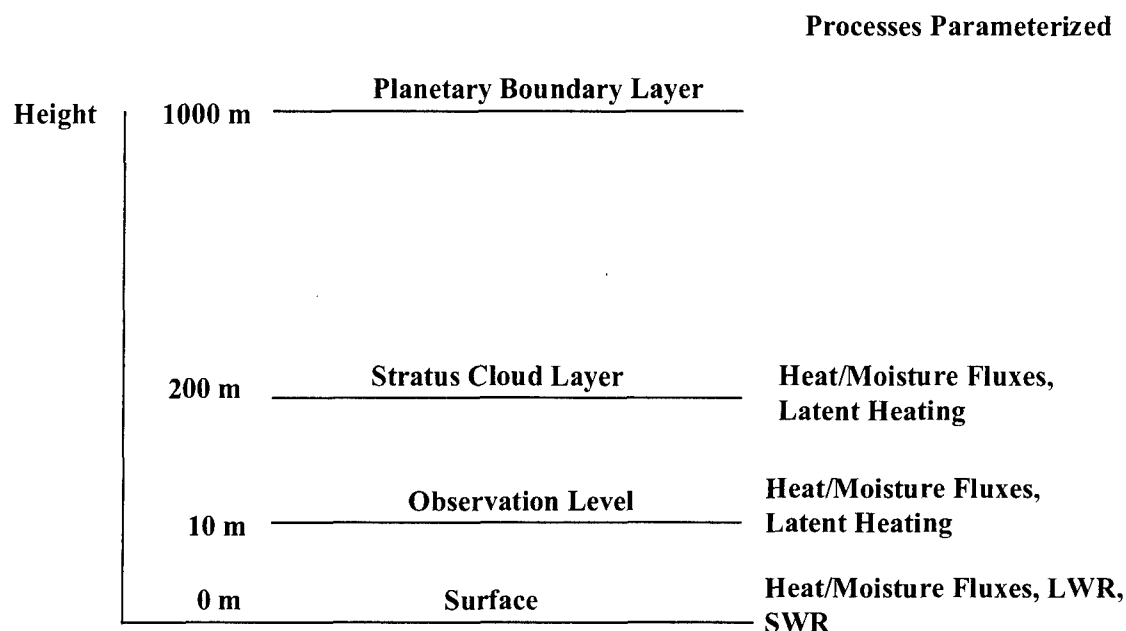 Processes Parameterized
Planetary Boundary Layer
Height
1000 m
Stratus Cloud Layer
200 m
Heat/Moisture Fluxes,
Latent Heating
Observation Level
10 m
Heat/Moisture Fluxes,
Latent Heating
0 m
Surface
Heat/Moisture Fluxes, LWR,
SWR